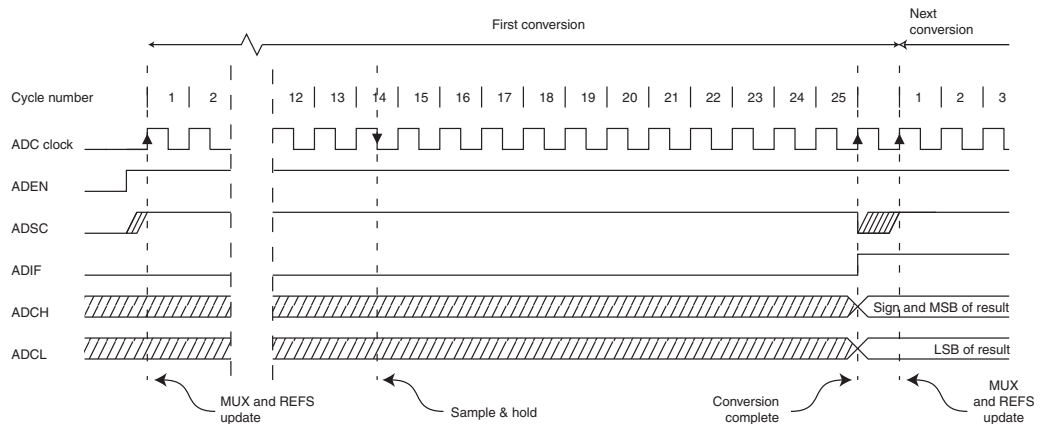 First conversion
Next
conversion
Cycle number 1 2 12 13 14 15 16 17 18 19 20 21 22 23 24 25 1 2 3
ADC clock
ADEN
ADSC
ADIF
ADCH Sign and MSB of result
ADCL LSB of result
MUX and REFS
update
Sample & hold
Conversion
complete
MUX
and REFS
update